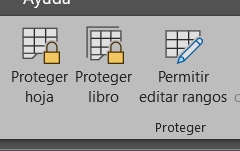 Ayuda
Proteger
hoja
Proteger
libro
Permitir
editar rangos
Proteger